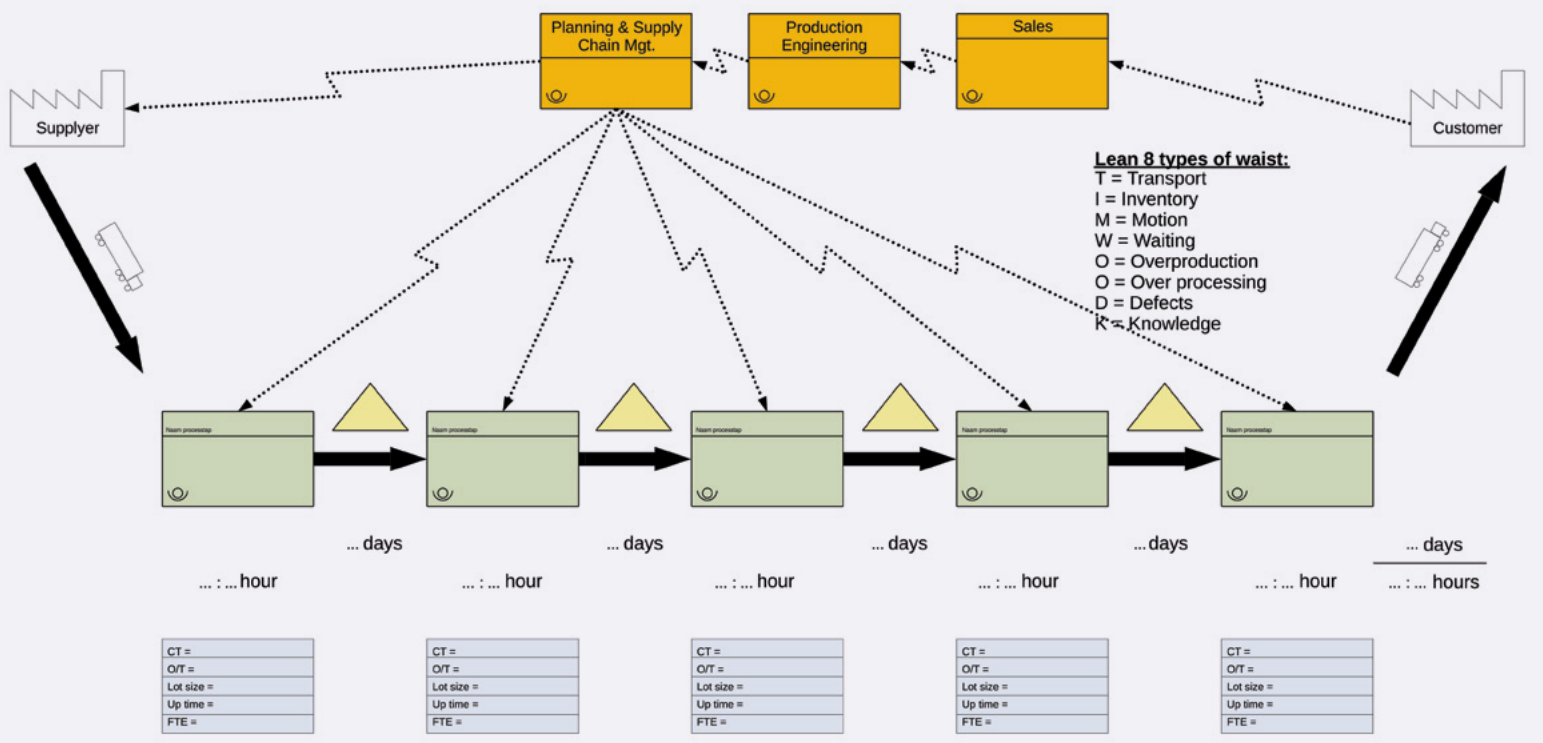 Planning & Supply
Chain Mgt.
Production
Engineering
Sales
Supplyer
Customer
Lean 8 types of waist:
T = Transport
I = Inventory
M = Motion
W = Waiting
O = Overproduction
O = Over processing
D = Defects
K = Knowledge
Naam processtap
Naam processtap
Naam processtap
Naam processtap
Naam processtap
... days
... days
... days
... days
... days
... : ... hour
... : ... hour
... : ... hour
... : ... hour
... : ... hour
... : ... hours
CT =
O/T =
Lot size =
Up time =
FTE =
CT =
O/T =
Lot size =
Up time =
FTE =
CT =
O/T =
Lot size =
Up time =
FTE =
CT =
O/T =
Lot size =
Up time =
FTE =
CT =
O/T =
Lot size =
Up time =
FTE =